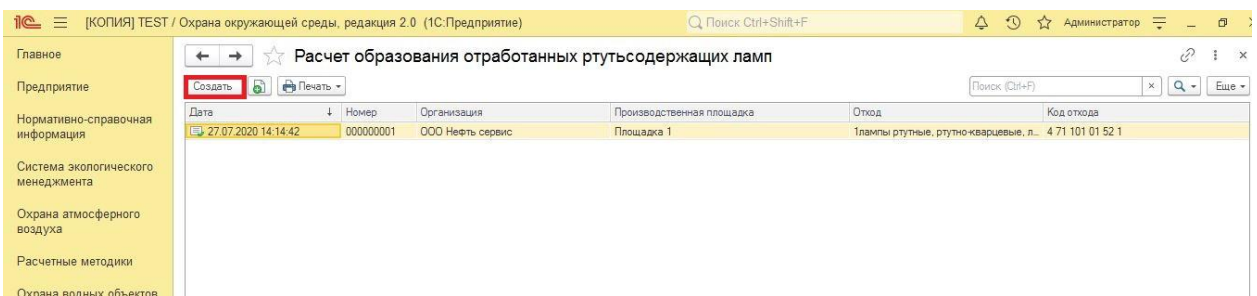 1С [КОПИЯ] TEST / Охрана окружающей среды, редакция 2.0 (1С:Предприятие) Поиск Ctrl+Shift+F Администратор
Главное
Расчет образования отработанных ртутьсодержащих ламп
Предприятие
Создать Печать Поиск (Ctrl+F) × Еще
Нормативно-справочная
информация
Дата ↓ Номер Организация Производственная площадка Отход Код отхода
27.07.2020 14:14:42 000000001 ООО Нефть сервис Площадка 1 1лампы ртутные, ртутно-кварцевые, л... 4 71 101 01 52 1
Система экологического
менеджмента
Охрана атмосферного
воздуха
Расчетные методики
Охрана водных объектов